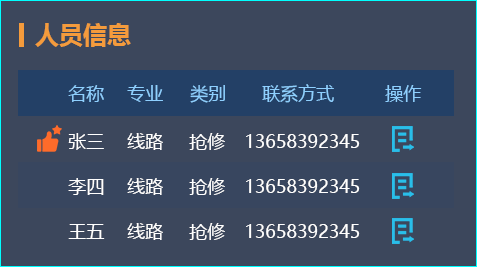 人员信息
名称 专业 类别 联系方式 操作
张三 线路 抢修 13658392345
李四 线路 抢修 13658392345
王五 线路 抢修 13658392345